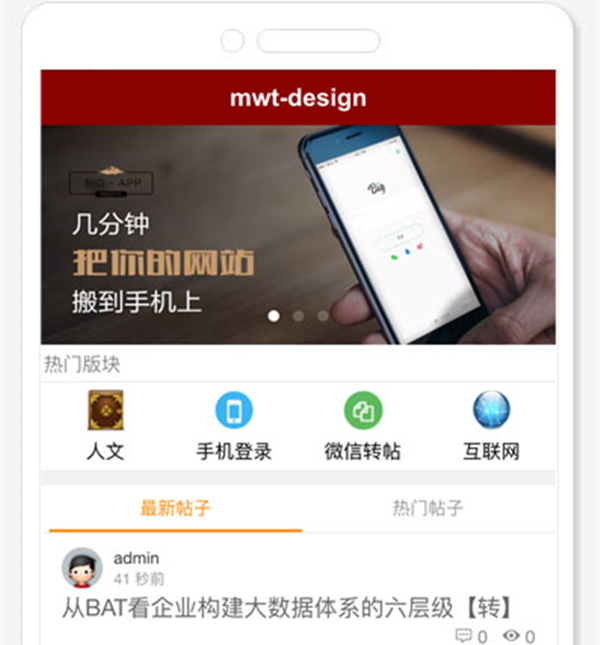 mwt-design
BIG - APP
几分钟
把你的网站
搬到手机上
Big
热门版块
人文
手机登录
微信转帖
互联网
最新帖子
热门帖子
admin
41 秒前
从BAT看企业构建大数据体系的六层级【转】
0
0